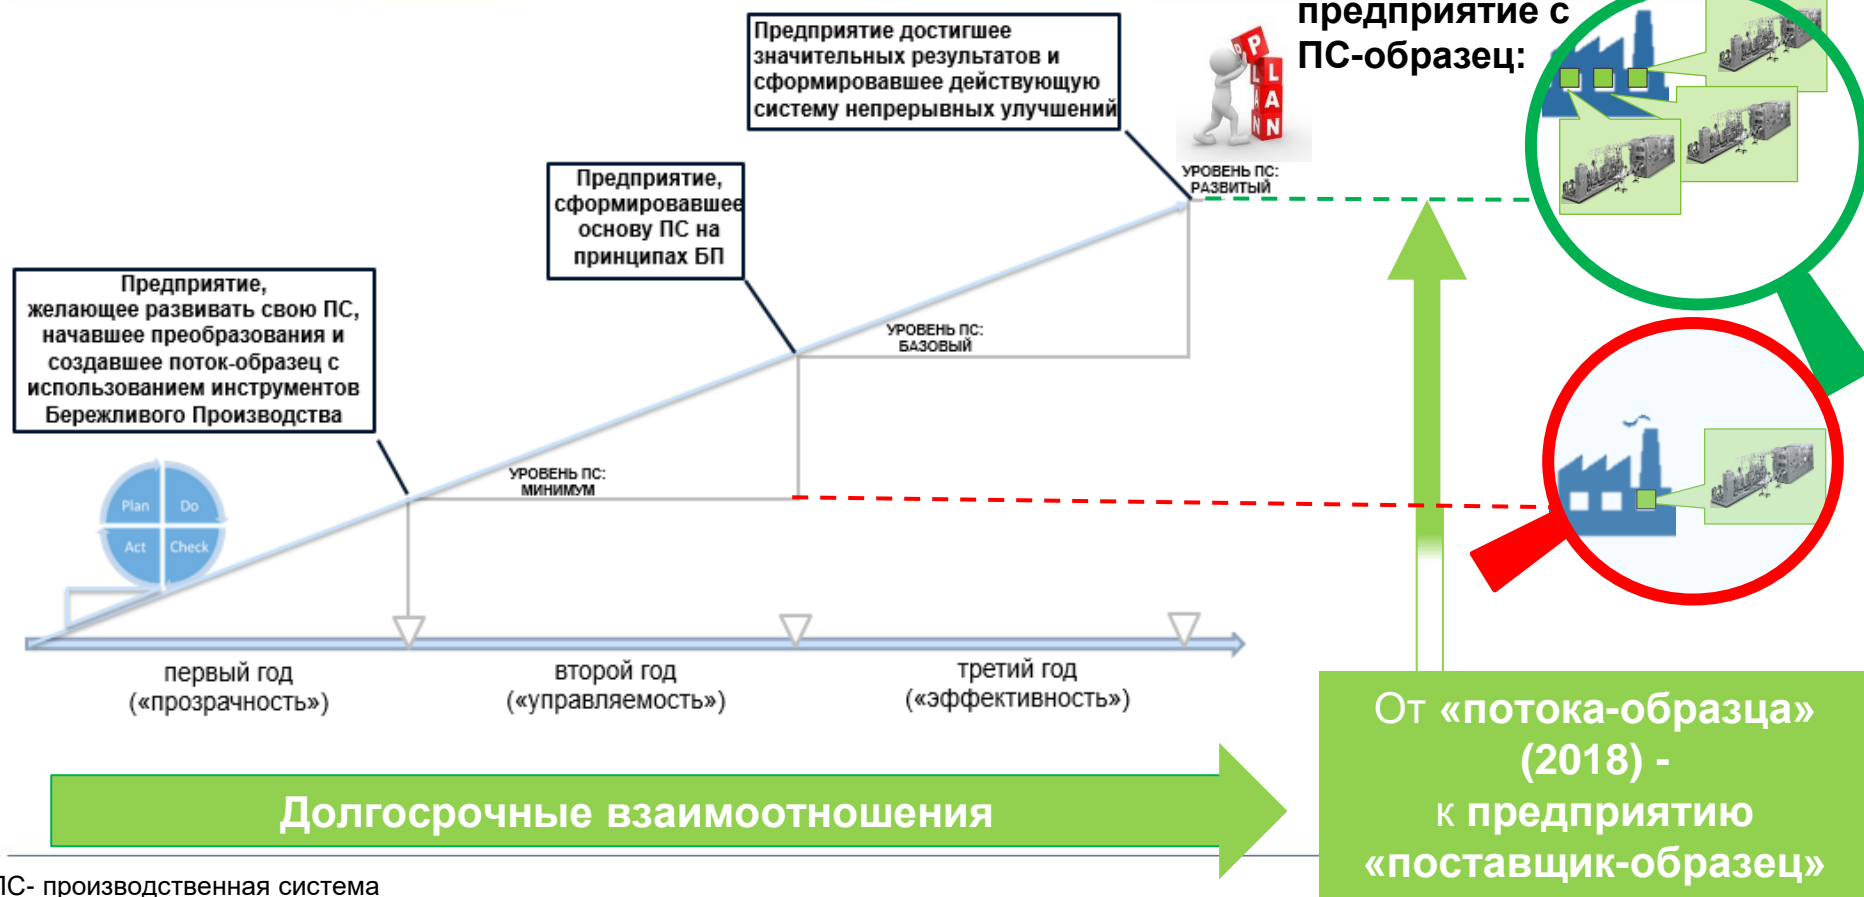 предприятие с
ПС-образец:
Предприятие достигшее
значительных результатов и
сформировавшее действующую
систему непрерывных улучшений
P
L
A
N
P
L
A
N
УРОВЕНЬ ПС:
РАЗВИТЫЙ
Предприятие,
сформировавшее
основу ПС на
принципах БП
УРОВЕНЬ ПС:
БАЗОВЫЙ
Предприятие,
желающее развивать свою ПС,
начавшее преобразования и
создавшее поток-образец с
использованием инструментов
Бережливого Производства
УРОВЕНЬ ПС:
МИНИМУМ
Plan
Do
Act
Check
первый год
(«прозрачность»)
второй год
(«управляемость»)
третий год
(«эффективность»)
Долгосрочные взаимоотношения
От «потока-образца»
(2018) -
к предприятию
«поставщик-образец»
ПС- производственная система